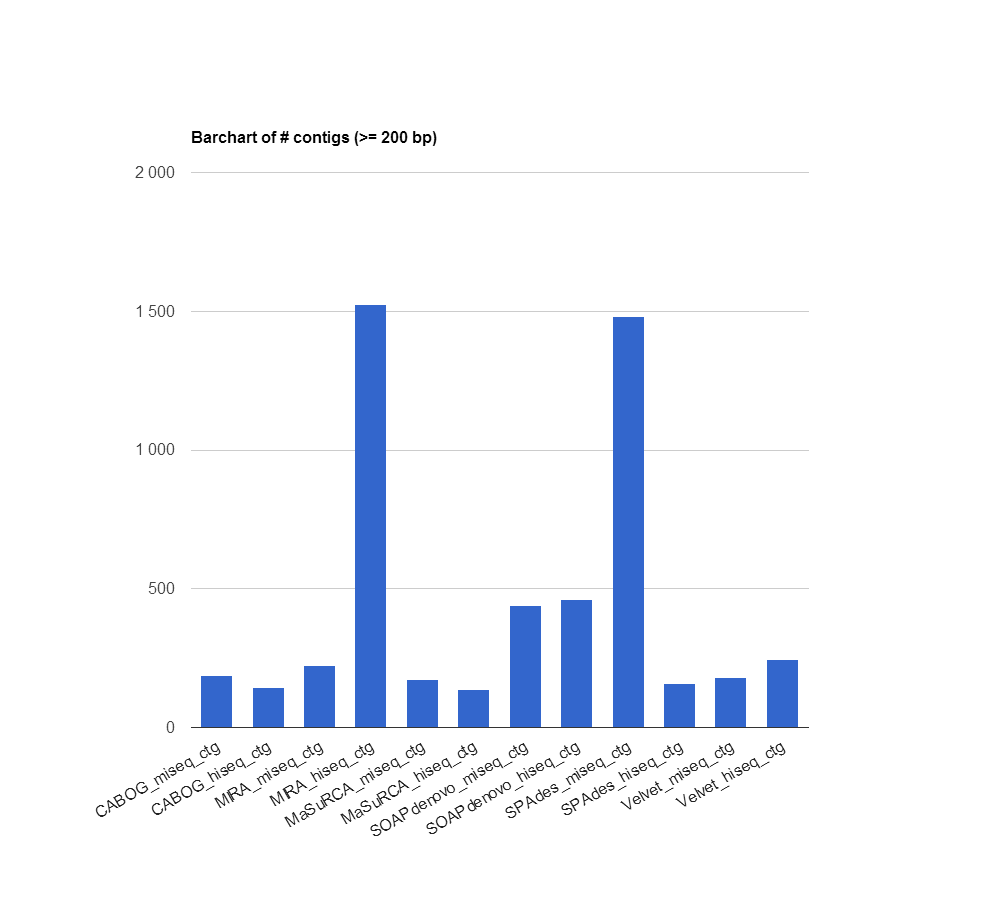 Barchart of # contigs (>= 200 bp)
2 000
1 500
1 000
500
0
CABOG_miseq_ctg
CABOG_hiseq_ctg
MIRA_miseq_ctg
MIRA_hiseq_ctg
MaSuRCA_miseq_ctg
MaSuRCA_hiseq_ctg
SOAPdenovo_miseq_ctg
SOAPdenovo_hiseq_ctg
SPAdes_miseq_ctg
SPAdes_hiseq_ctg
Velvet_miseq_ctg
Velvet_hiseq_ctg